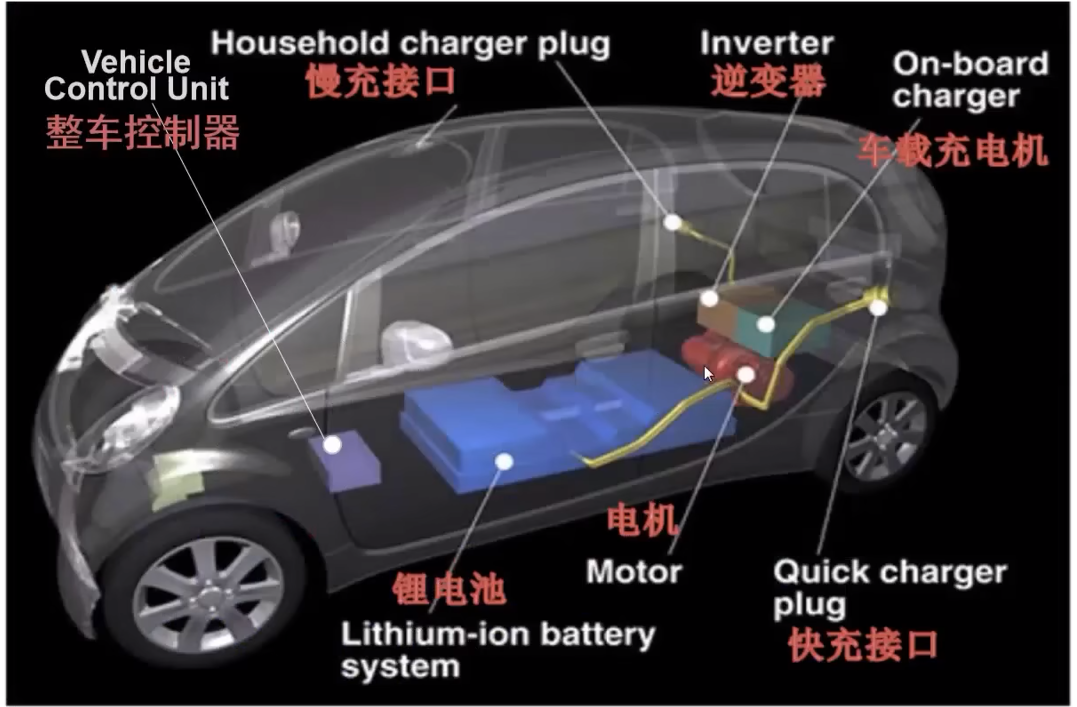 Vehicle
Control Unit
整车控制器
Household charger plug
慢充接口
Inverter
逆变器
On-board
charger
车载充电机
电机
Motor
锂电池
Lithium-ion battery
system
Quick charger
plug
快充接口